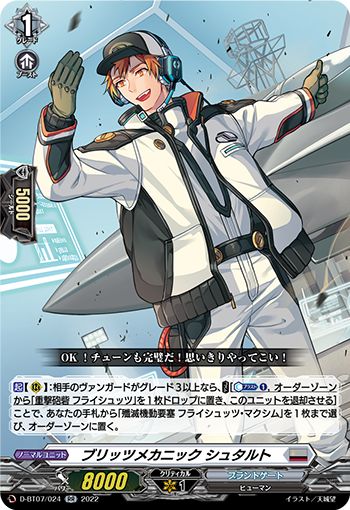 1
グレード
ブースト
5000
シールド
OK！チューンも完璧だ！思いきりやってこい！
起【】:相手のヴァンガードがグレード3以上なら、【ブラスト1、オーダーゾーン
から「重撃砲砦 フライシュッツ」を1枚ドロップに置き、このユニットを退却させる】
ことで、あなたの手札から「殲滅機動要塞 フライシュッツ・マクシム」を1枚まで選
び、オーダーゾーンに置く。
ノーマルユニット
ブリッツメカニック シュタルト
D-BT07/024 RR 2022
パワー 8000
クリティカル
1
ブラントゲート
ヒューマン
イラスト／天城望